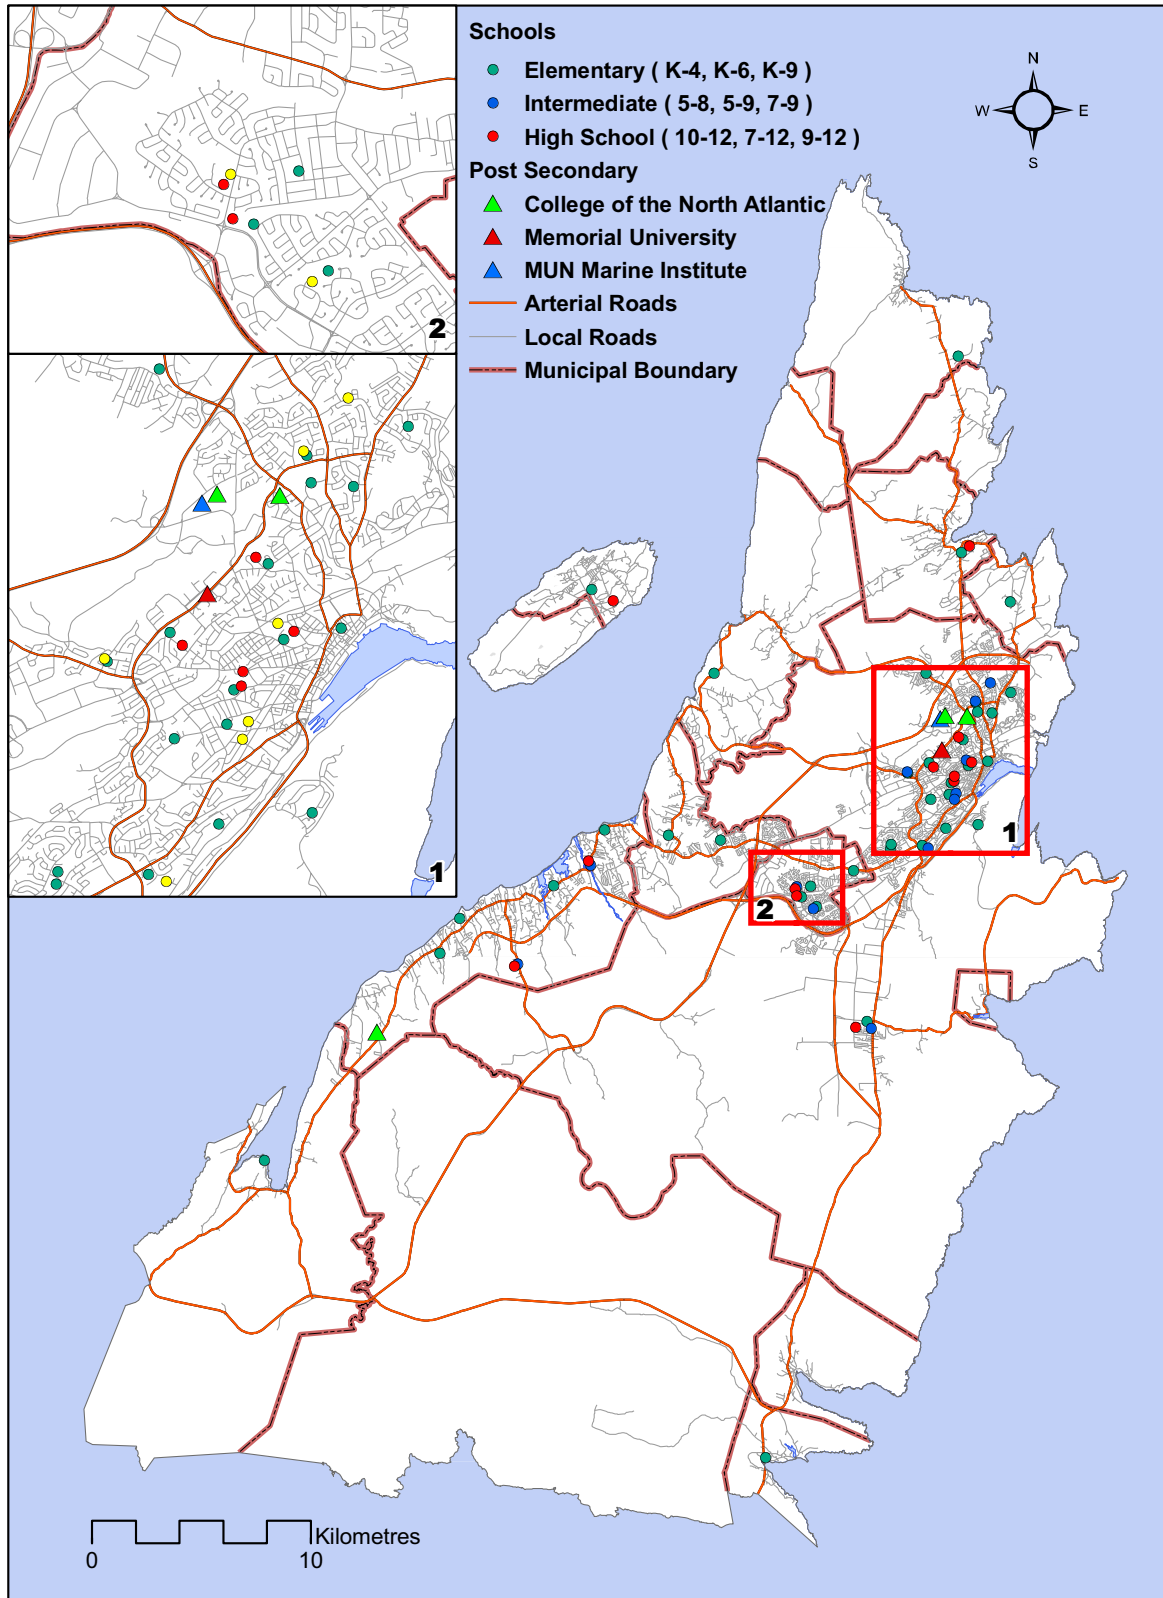 Schools
Elementary ( K-4, K-6, K-9 )
Intermediate ( 5-8, 5-9, 7-9 )
High School ( 10-12, 7-12, 9-12 )
Post Secondary
College of the North Atlantic
Memorial University
MUN Marine Institute
Arterial Roads
Local Roads
Municipal Boundary
N
W E
S
2
1
1
2
Kilometres
0 10